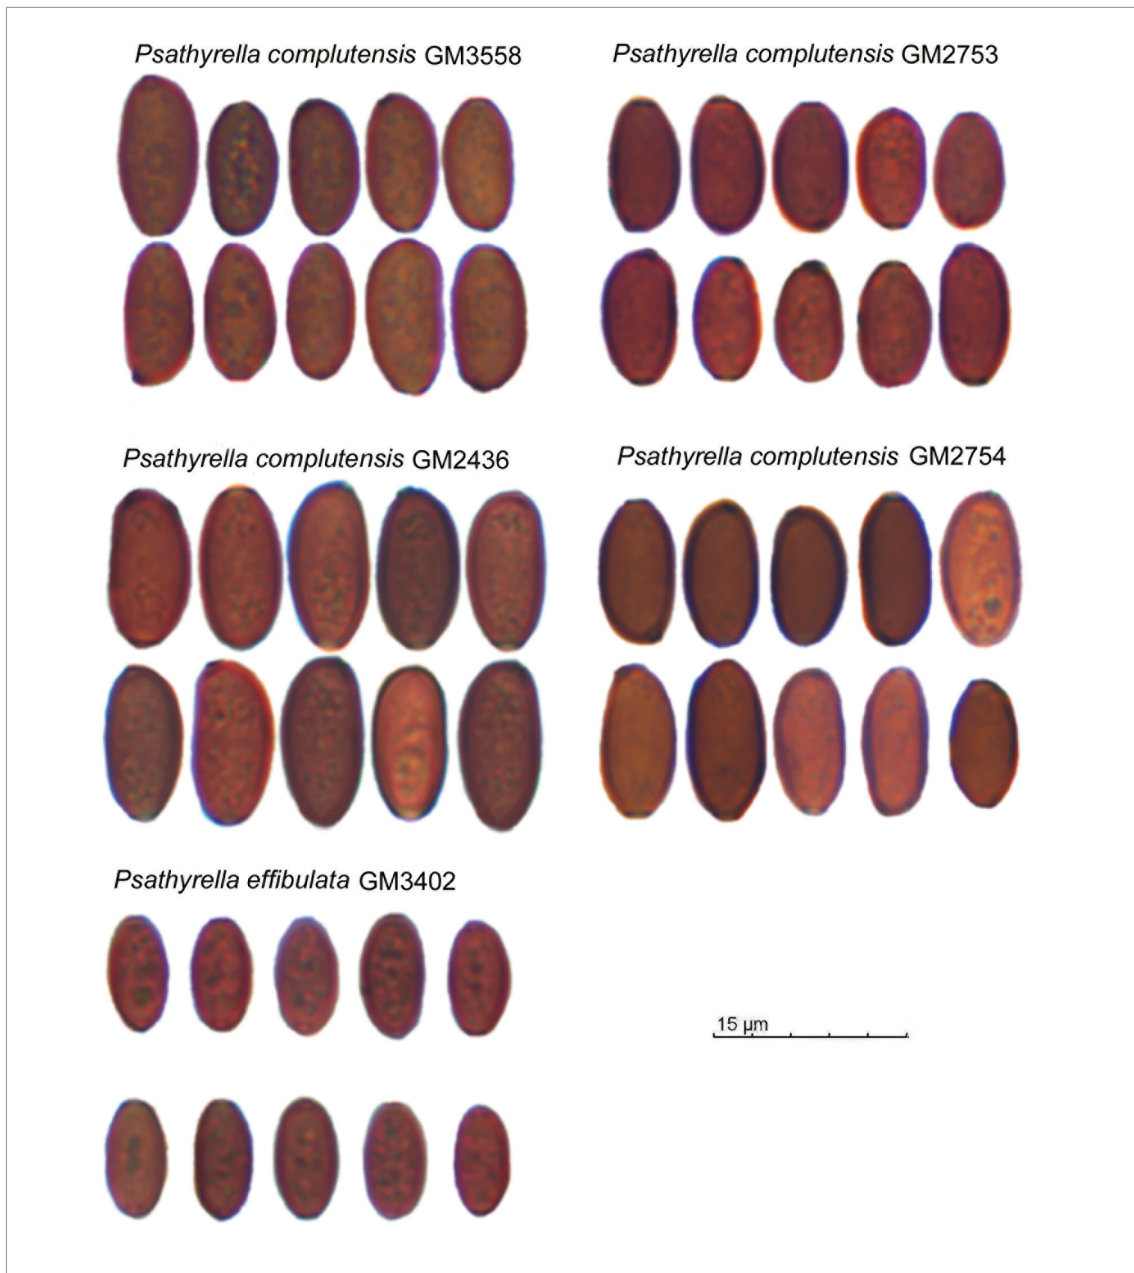 Psathyrella complutensis GM3558
Psathyrella complutensis GM2753
Psathyrella complutensis GM2436
Psathyrella complutensis GM2754
Psathyrella effibulata GM3402
15 µm